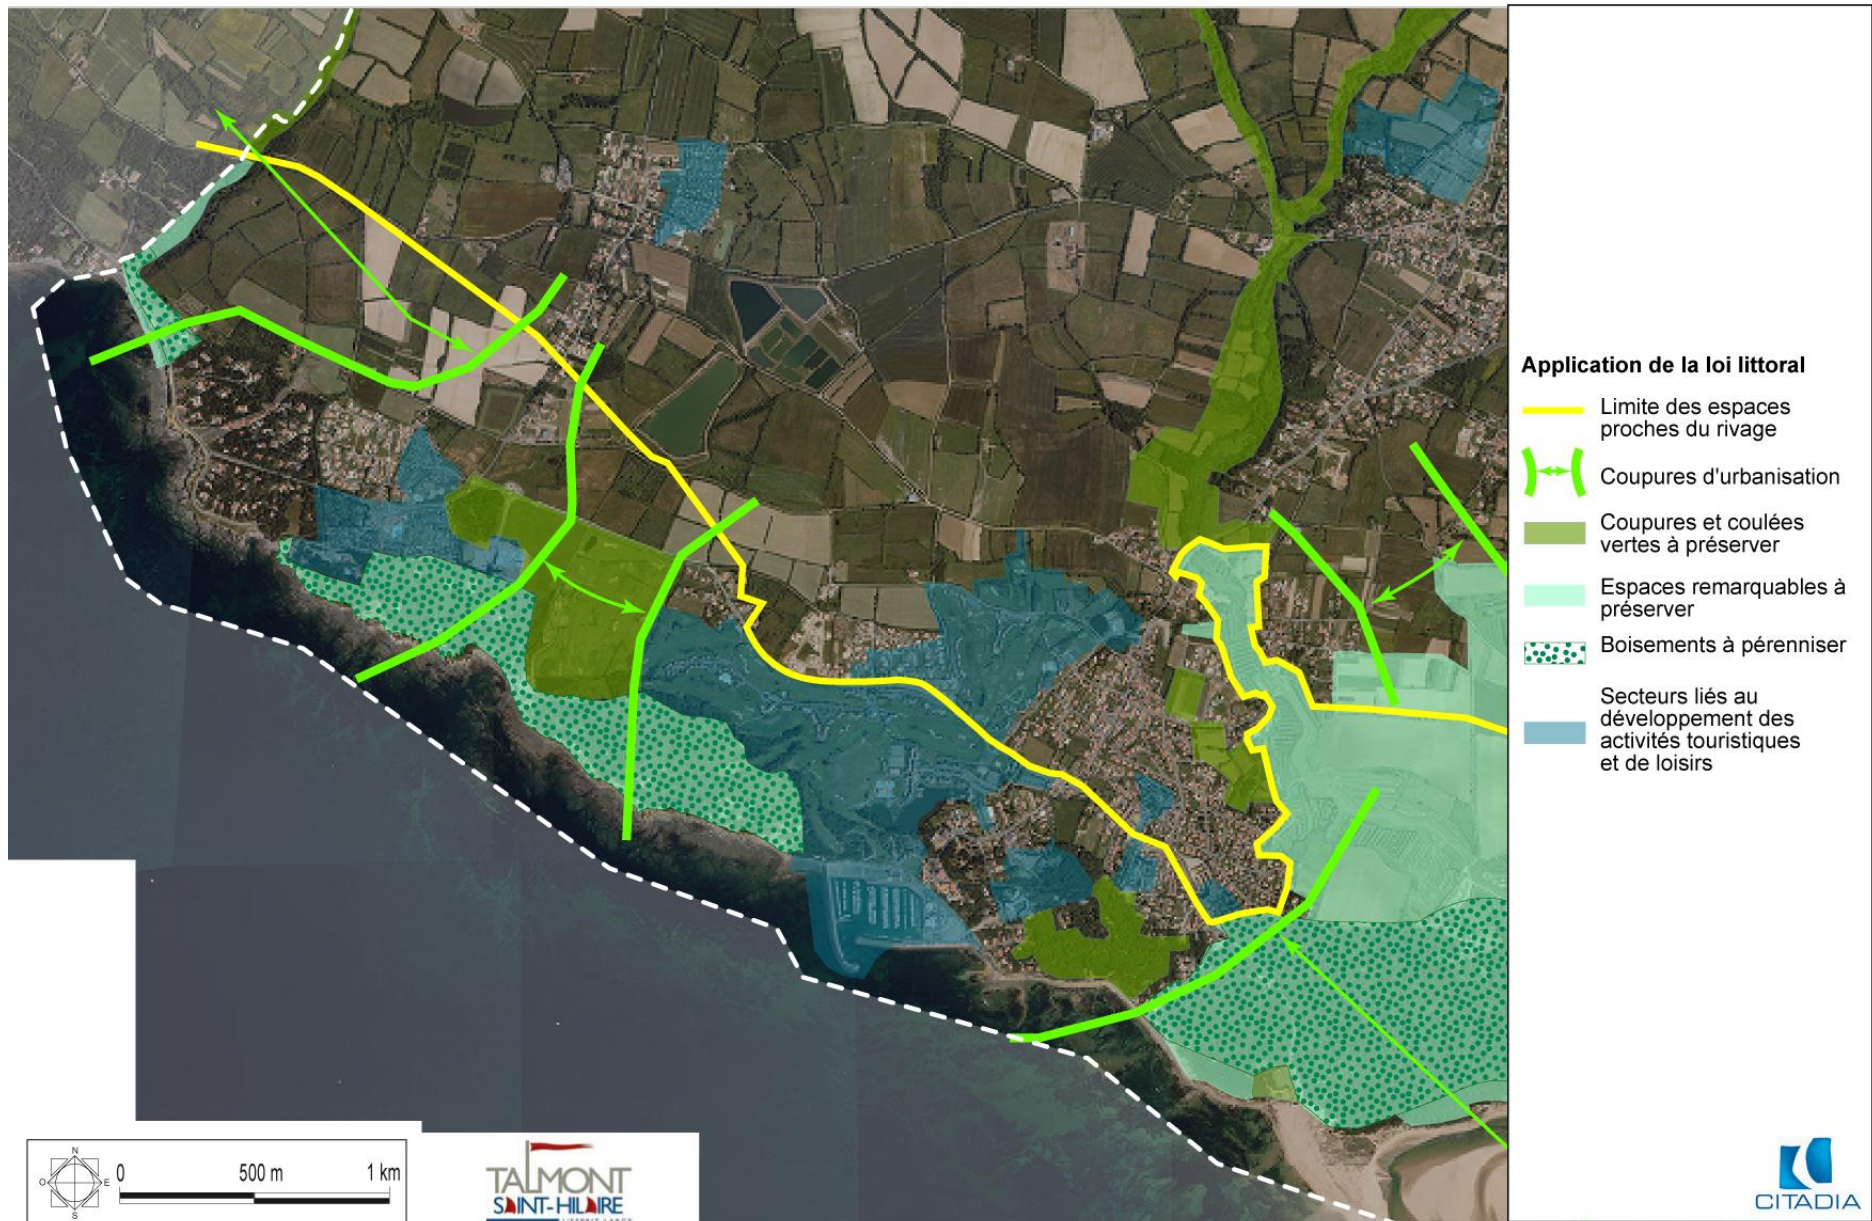 Application de la loi littoral
Limite des espaces
proches du rivage
Coupures d'urbanisation
Coupures et coulées
vertes à préserver
Espaces remarquables à
préserver
Boisements à pérenniser
Secteurs liés au
développement des
activités touristiques
et de loisirs
N
O
E
S
0
500 m
1 km
TALMONT
SAINT-HILAIRE
CITADIA